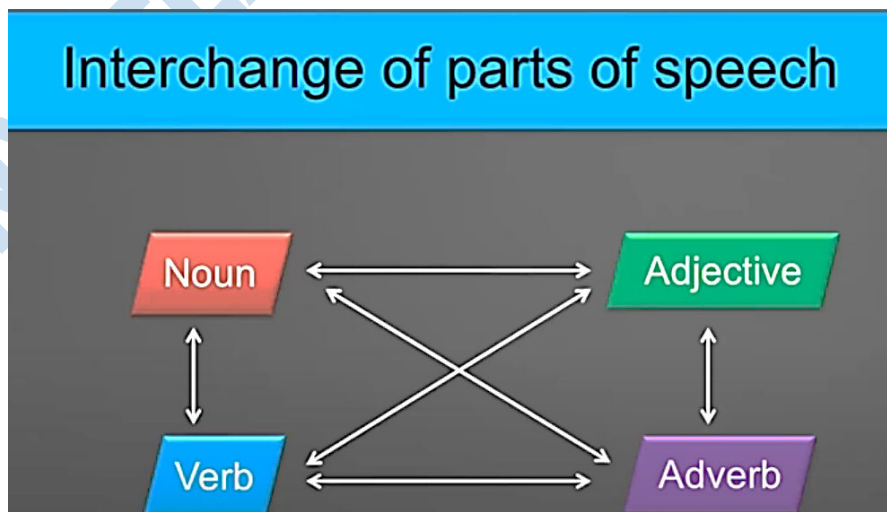 Interchange of parts of speech
Noun
Adjective
Verb
Adverb